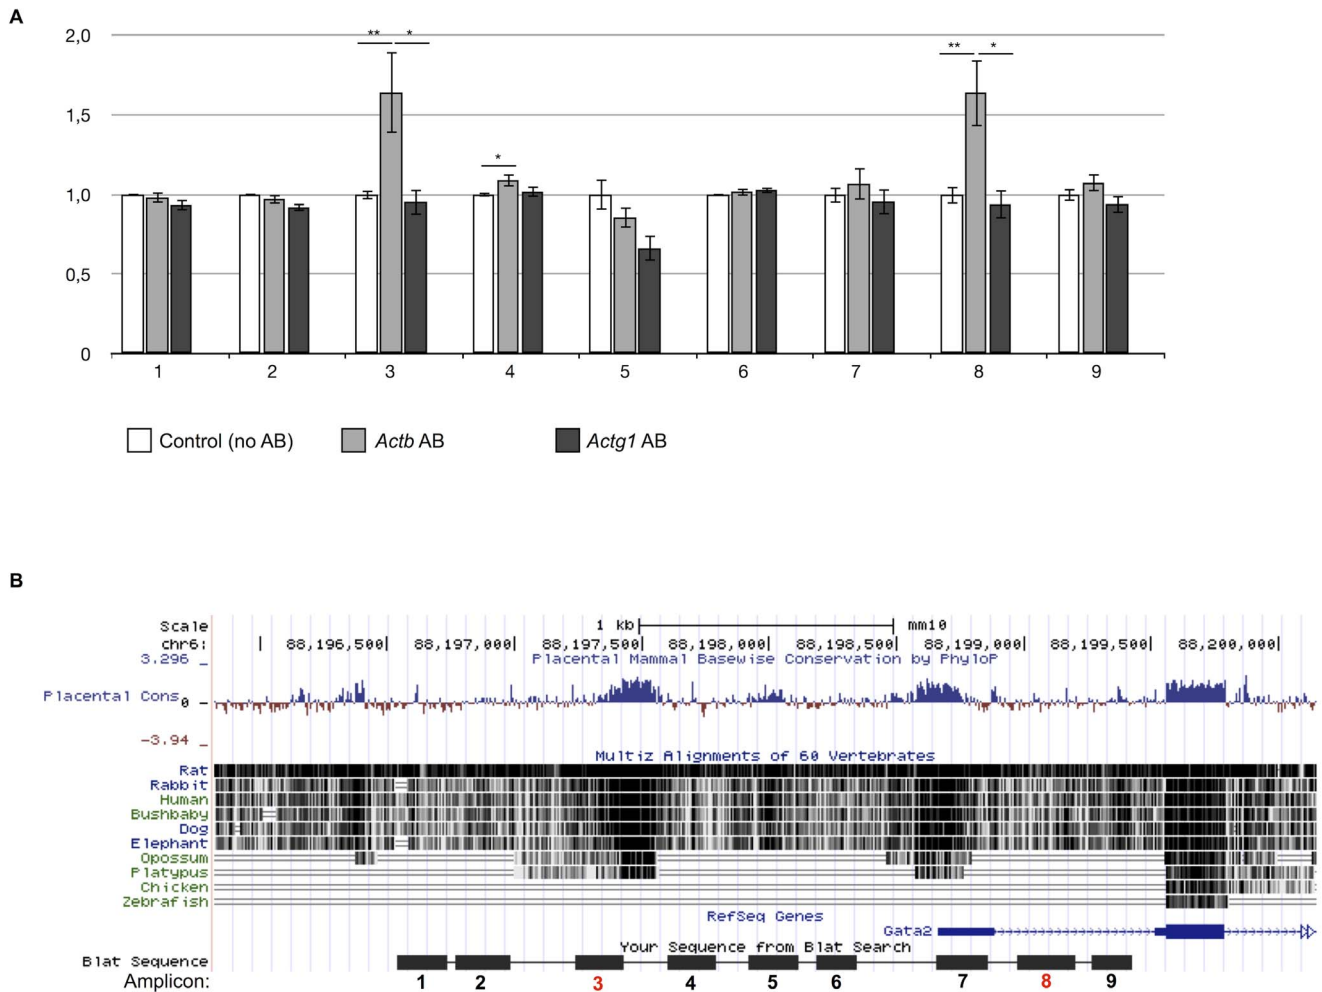 A
2,0
** *
** *
1,5
*
1,0
0,5
0
1 2 3 4 5 6 7 8 9
Control (no AB) Actb AB Actg1 AB
B
Scale 1 kb mm10
chr6: 88,196,500 88,197,000 88,197,500 88,198,000 88,198,500 88,199,000 88,199,500 88,200,000
3.296 _ Placental Mammal Basewise Conservation by PhyloP
Placental Cons 0 –
-3.94 _
Multiz Alignments of 60 Vertebrates
Rat
Rabbit
Human
Bushbaby
Dog
Elephant
Opossum
Platypus
Chicken
Zebrafish
RefSeq Genes
Gata2
Your Sequence from Blat Search
Blat Sequence
Amplicon: 1 2 3 4 5 6 7 8 9